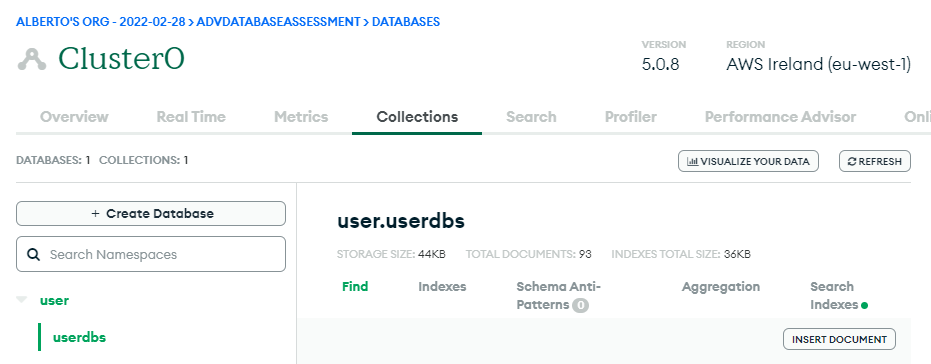 ALBERTO'S ORG - 2022-02-28 > ADVDATABASEASSESSMENT > DATABASES
Cluster0
VERSION
5.0.8
REGION
AWS Ireland (eu-west-1)
Overview Real Time Metrics Collections Search Profiler Performance Advisor Onli
DATABASES: 1 COLLECTIONS: 1
VISUALIZE YOUR DATA
REFRESH
+ Create Database
Search Namespaces
user
userdbs
user.userdbs
STORAGE SIZE: 44KB TOTAL DOCUMENTS: 93 INDEXES TOTAL SIZE: 36KB
Find
Indexes
Schema Anti-
Patterns 0
Aggregation
Search
Indexes
INSERT DOCUMENT